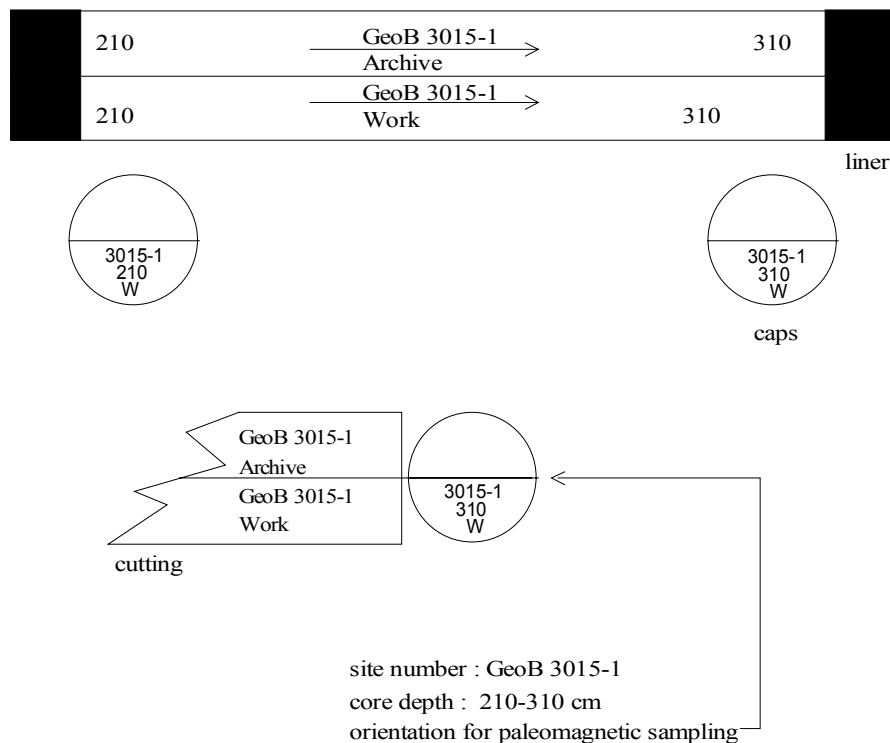 210
GeoB 3015-1
310
Archive
210
GeoB 3015-1
310
Work
liner
3015-1
210
W
3015-1
310
W
caps
GeoB 3015-1
Archive
GeoB 3015-1
Work
3015-1
310
W
cutting
site number : GeoB 3015-1
core depth : 210-310 cm
orientation for paleomagnetic sampling